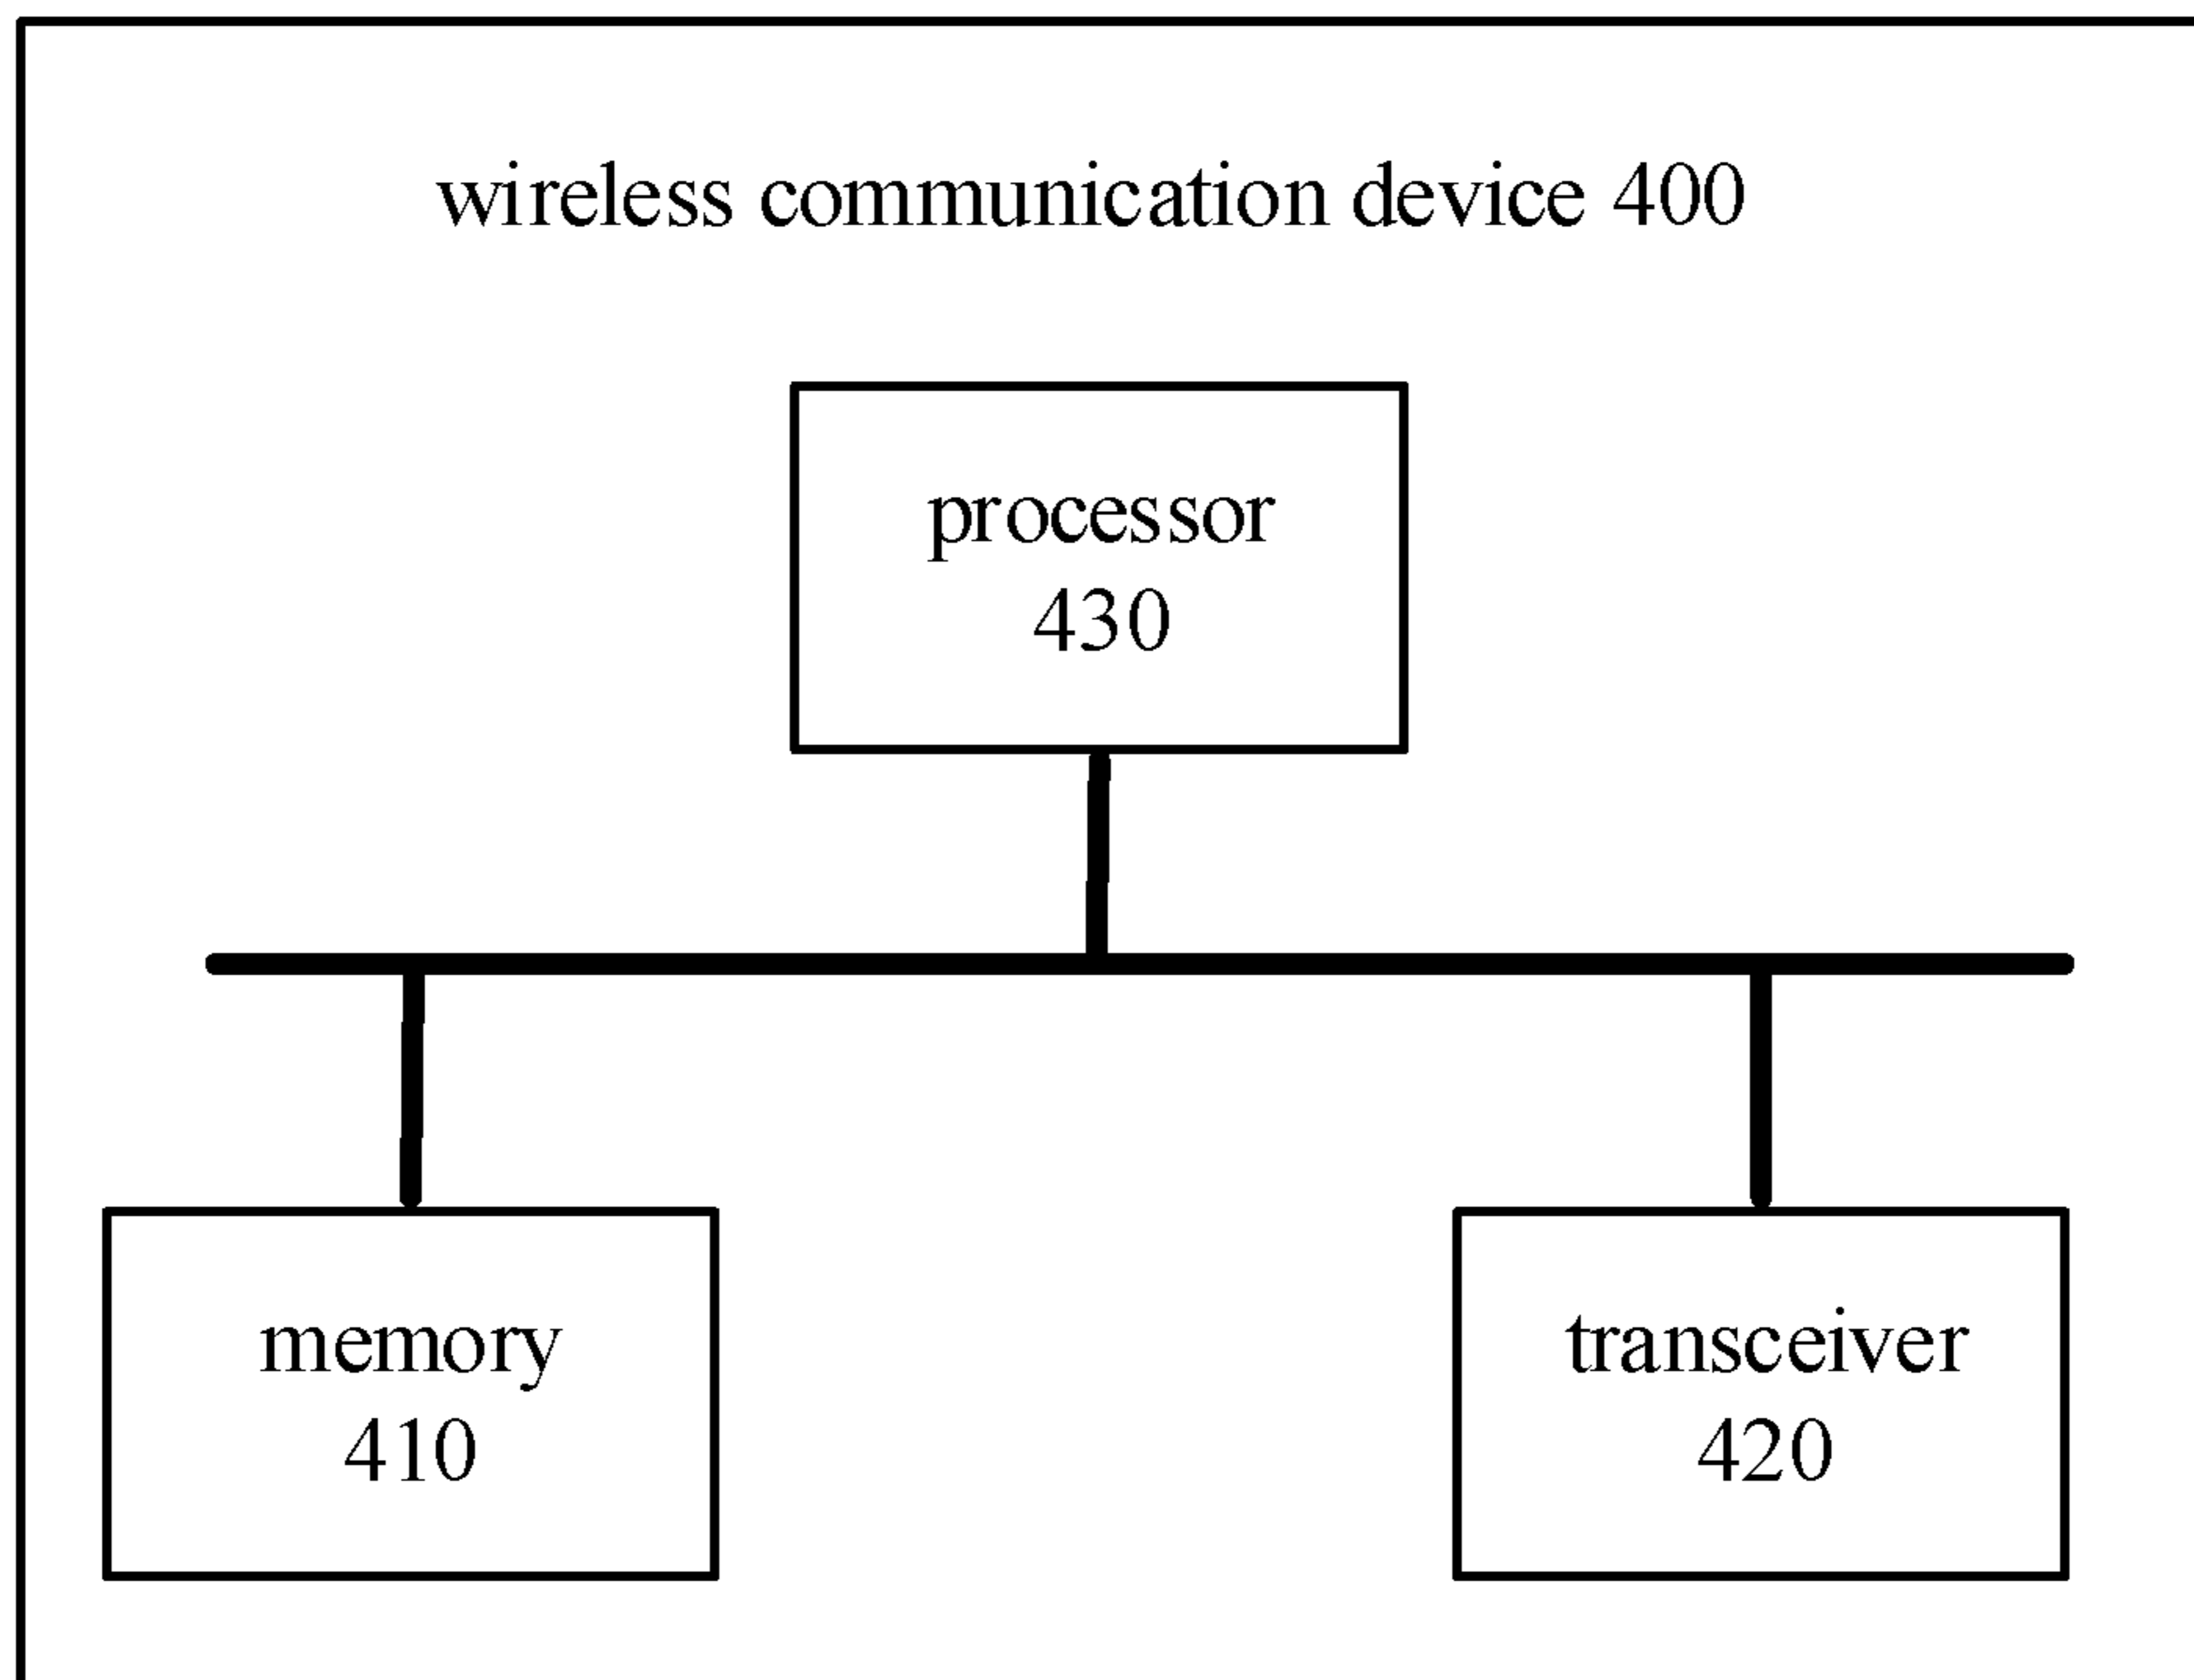 wireless communication device 400
processor
430
memory
410
transceiver
420